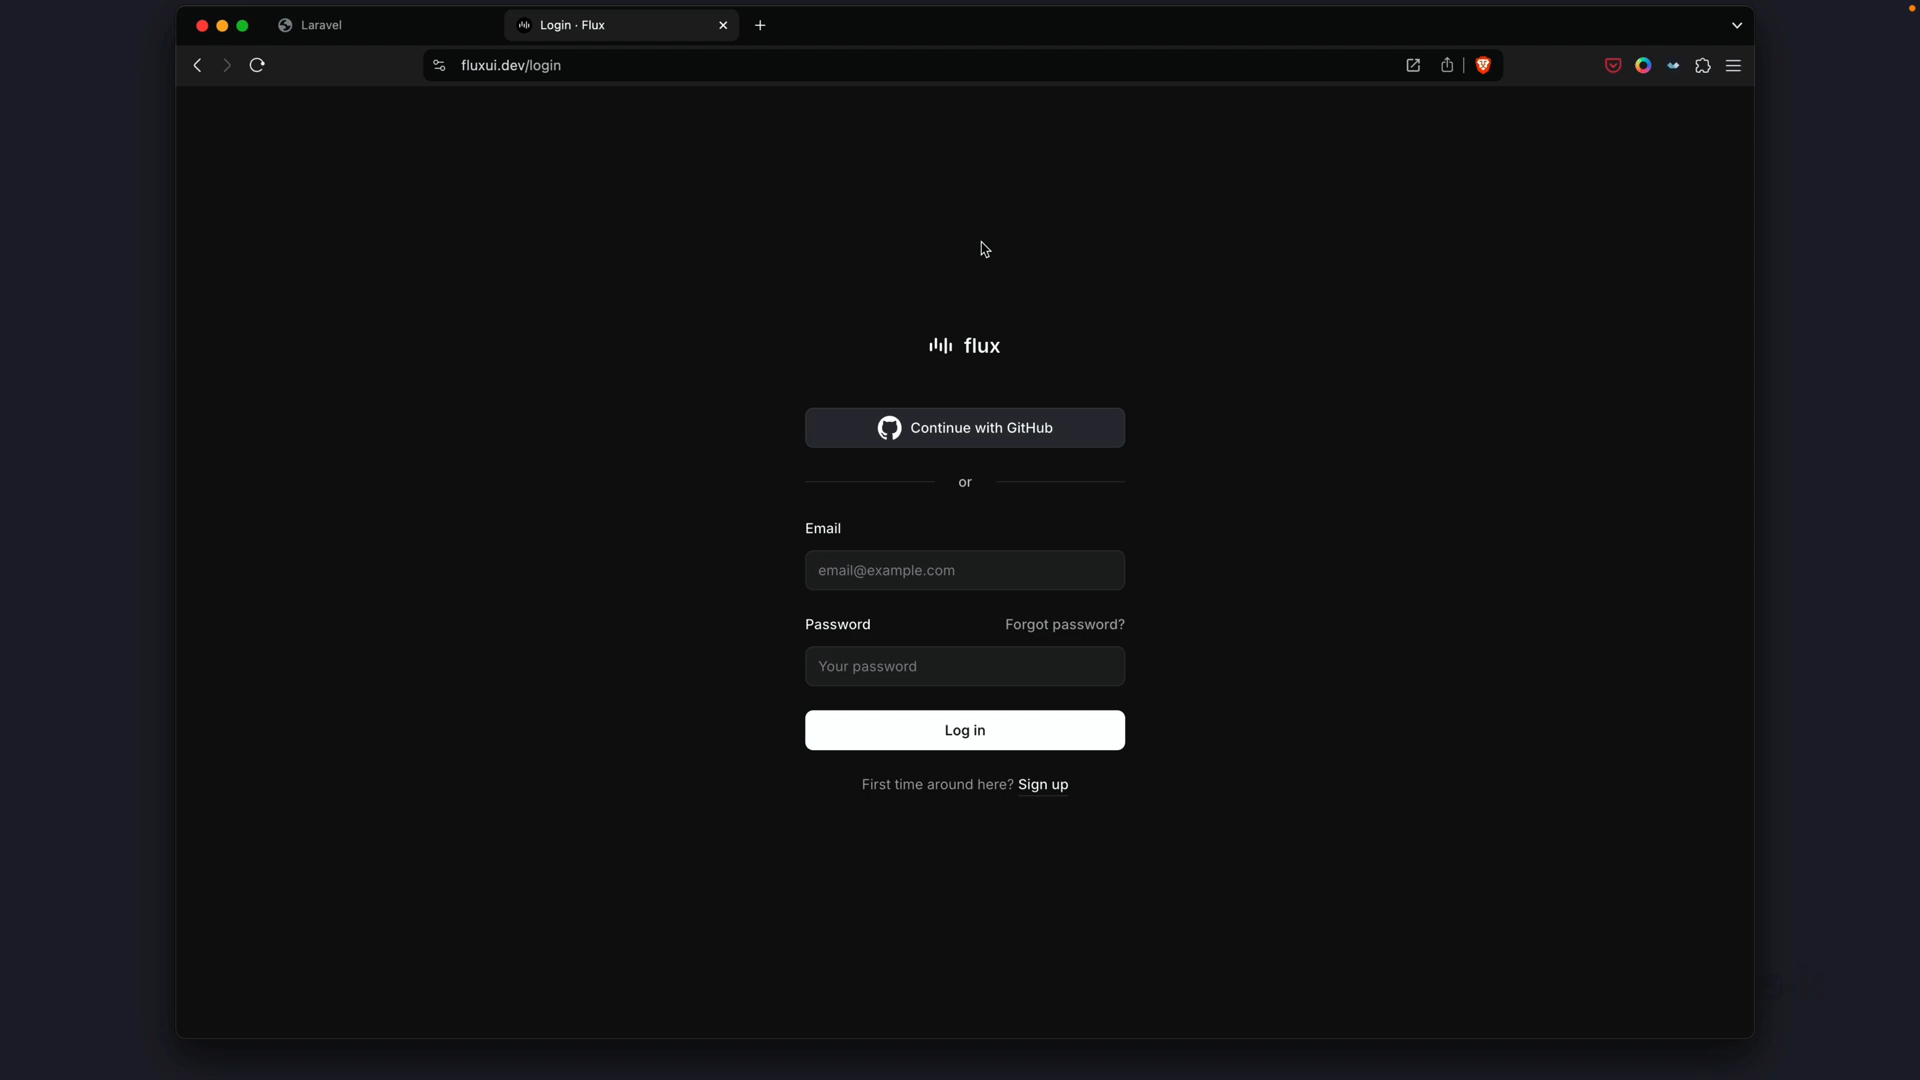 Laravel
Login · Flux
fluxui.dev/login
flux
Continue with GitHub
or
Email
email@example.com
Password Forgot password?
Your password
Log in
First time around here? Sign up